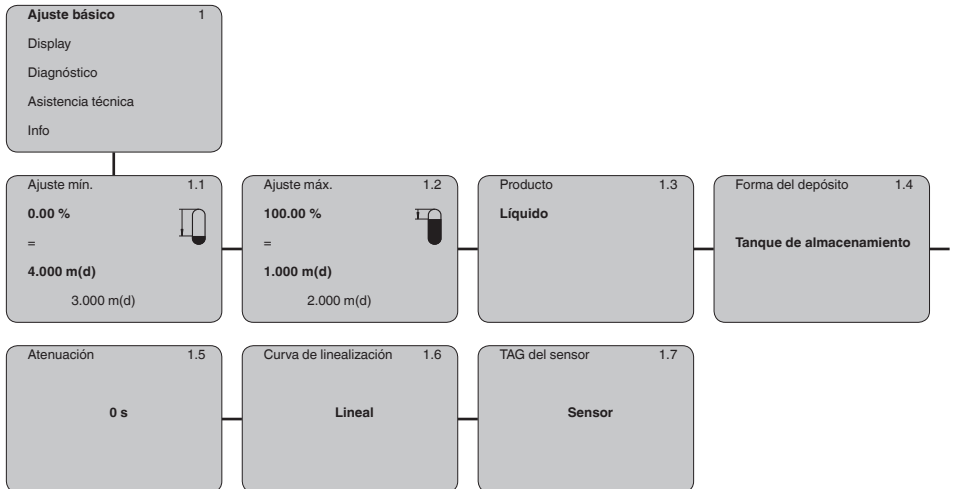 Ajuste básico 1
Display
Diagnóstico
Asistencia técnica
Info
Ajuste mín. 1.1
0.00 %
=
4.000 m(d)
3.000 m(d)
Ajuste máx. 1.2
100.00 %
=
1.000 m(d)
2.000 m(d)
Producto 1.3
Líquido
Forma del depósito 1.4
Tanque de almacenamiento
Atenuación 1.5
0 s
Curva de linealización 1.6
Lineal
TAG del sensor 1.7
Sensor